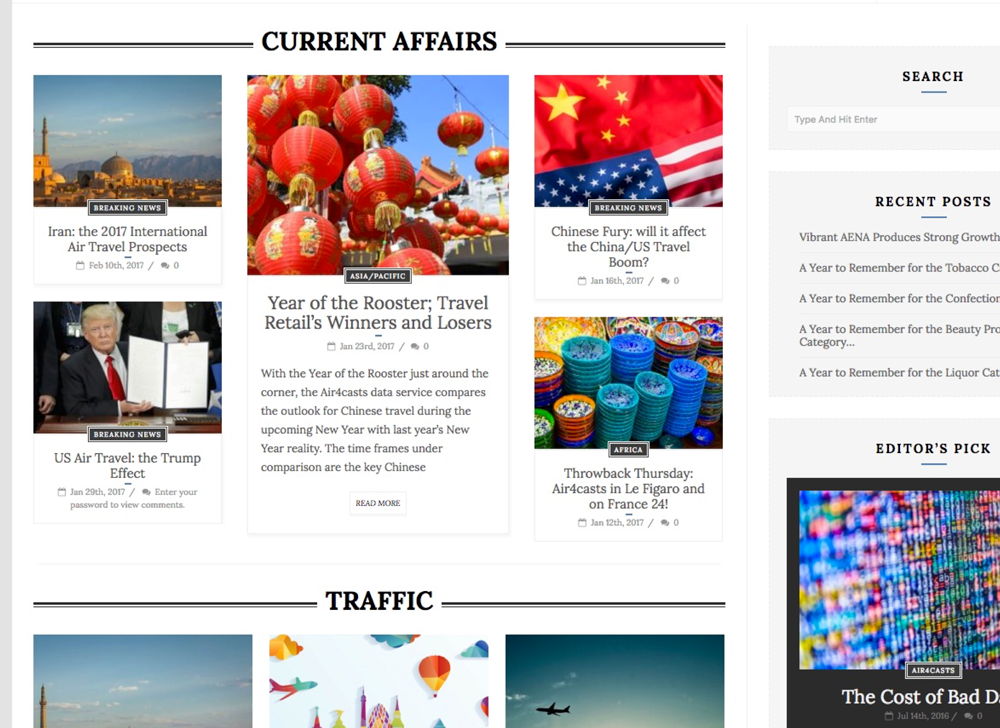 CURRENT AFFAIRS
BREAKING NEWS
Iran: the 2017 International
Air Travel Prospects
Feb 10th, 2017 / 0
BREAKING NEWS
US Air Travel: the Trump
Effect
Jan 29th, 2017 / Enter your
password to view comments.
ASIA/PACIFIC
Year of the Rooster; Travel
Retail's Winners and Losers
Jan 23rd, 2017 / 0
With the Year of the Rooster just around the
corner, the Air4casts data service compares
the outlook for Chinese travel during the
upcoming New Year with last year's New
Year reality. The time frames under
comparison are the key Chinese
READ MORE
BREAKING NEWS
Chinese Fury: will it affect
the China/US Travel
Boom?
Jan 16th, 2017 / 0
AFRICA
Throwback Thursday:
Air4casts in Le Figaro and
on France 24!
Jan 12th, 2017 / 0
TRAFFIC
SEARCH
Type And Hit Enter
RECENT POSTS
Vibrant AENA Produces Strong Growth
A Year to Remember for the Tobacco C
A Year to Remember for the Confection
A Year to Remember for the Beauty Pro
Category...
A Year to Remember for the Liquor Cat
EDITOR'S PICK
AIR4CASTS
The Cost of Bad D
Jul 14th, 2016 / 0